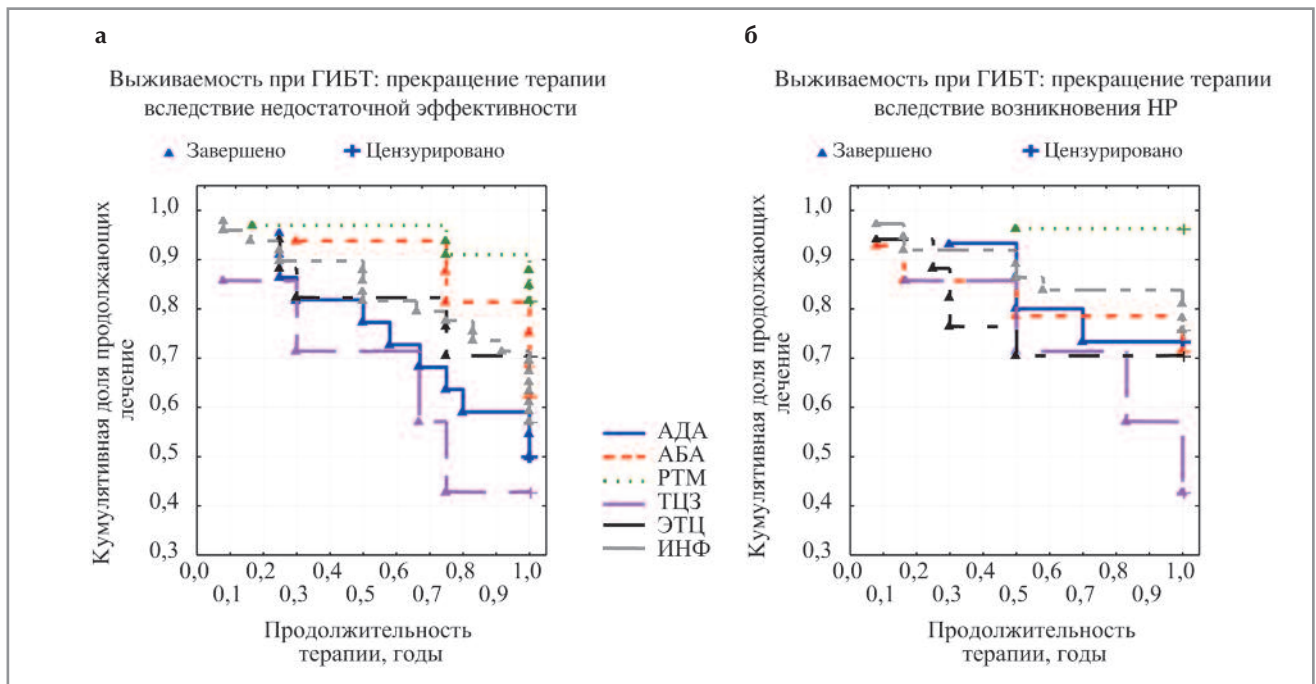 а
Выживаемость при ГИБТ: прекращение терапии
вследствие недостаточной эффективности
Завершено
Цензурировано
Кумулятивная доля продолжающих
лечение
1,0
0,9
0,8
0,7
0,6
0,5
0,4
0,3
0,0 0,2 0,4 0,6 0,8 1,0
0,1 0,3 0,5 0,7 0,9
Продолжительность
терапии, годы
АДА
АБА
РТМ
ТЦЗ
ЭТЦ
ИНФ
б
Выживаемость при ГИБТ: прекращение терапии
вследствие возникновения НР
Завершено
Цензурировано
Кумулятивная доля продолжающих
лечение
1,0
0,9
0,8
0,7
0,6
0,5
0,4
0,3
0,0 0,2 0,4 0,6 0,8 1,0
0,1 0,3 0,5 0,7 0,9
Продолжительность
терапии, годы